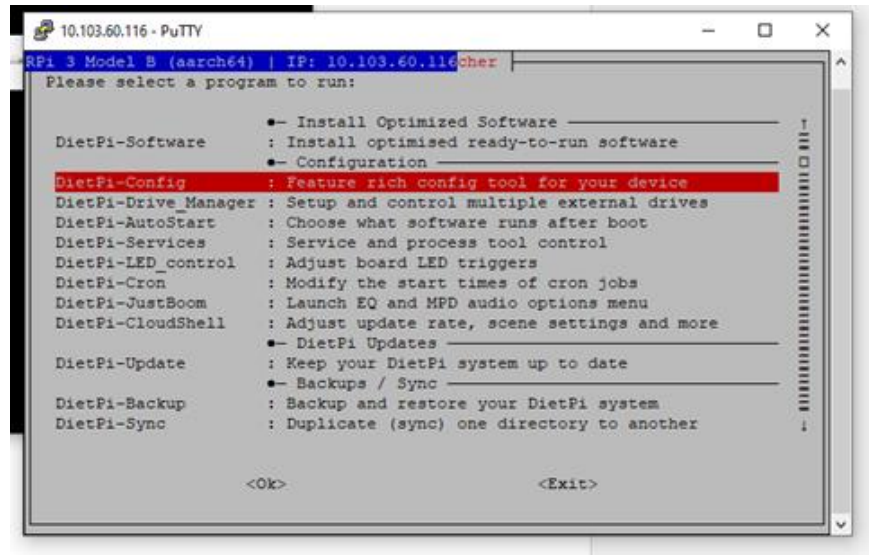 10.103.60.116 - PuTTY
RPi 3 Model B (aarch64) | IP: 10.103.60.116cher
Please select a program to run:
●─ Install Optimized Software
DietPi-Software : Install optimised ready-to-run software
●─ Configuration
DietPi-Config : Feature rich config tool for your device
DietPi-Drive_Manager : Setup and control multiple external drives
DietPi-AutoStart : Choose what software runs after boot
DietPi-Services : Service and process tool control
DietPi-LED_control : Adjust board LED triggers
DietPi-Cron : Modify the start times of cron jobs
DietPi-JustBoom : Launch EQ and MPD audio options menu
DietPi-CloudShell : Adjust update rate, scene settings and more
●─ DietPi Updates
DietPi-Update : Keep your DietPi system up to date
●─ Backups / Sync
DietPi-Backup : Backup and restore your DietPi system
DietPi-Sync : Duplicate (sync) one directory to another
<Ok> <Exit>